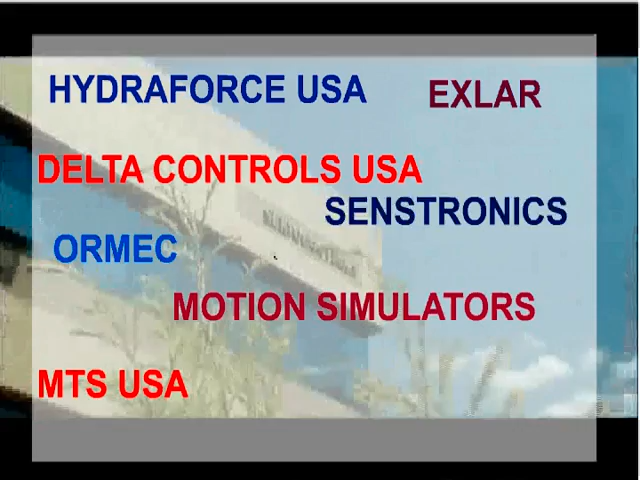 HYDRAFORCE USA
EXLAR
DELTA CONTROLS USA
SENSTRONICS
ORMEC
MOTION SIMULATORS
MTS USA